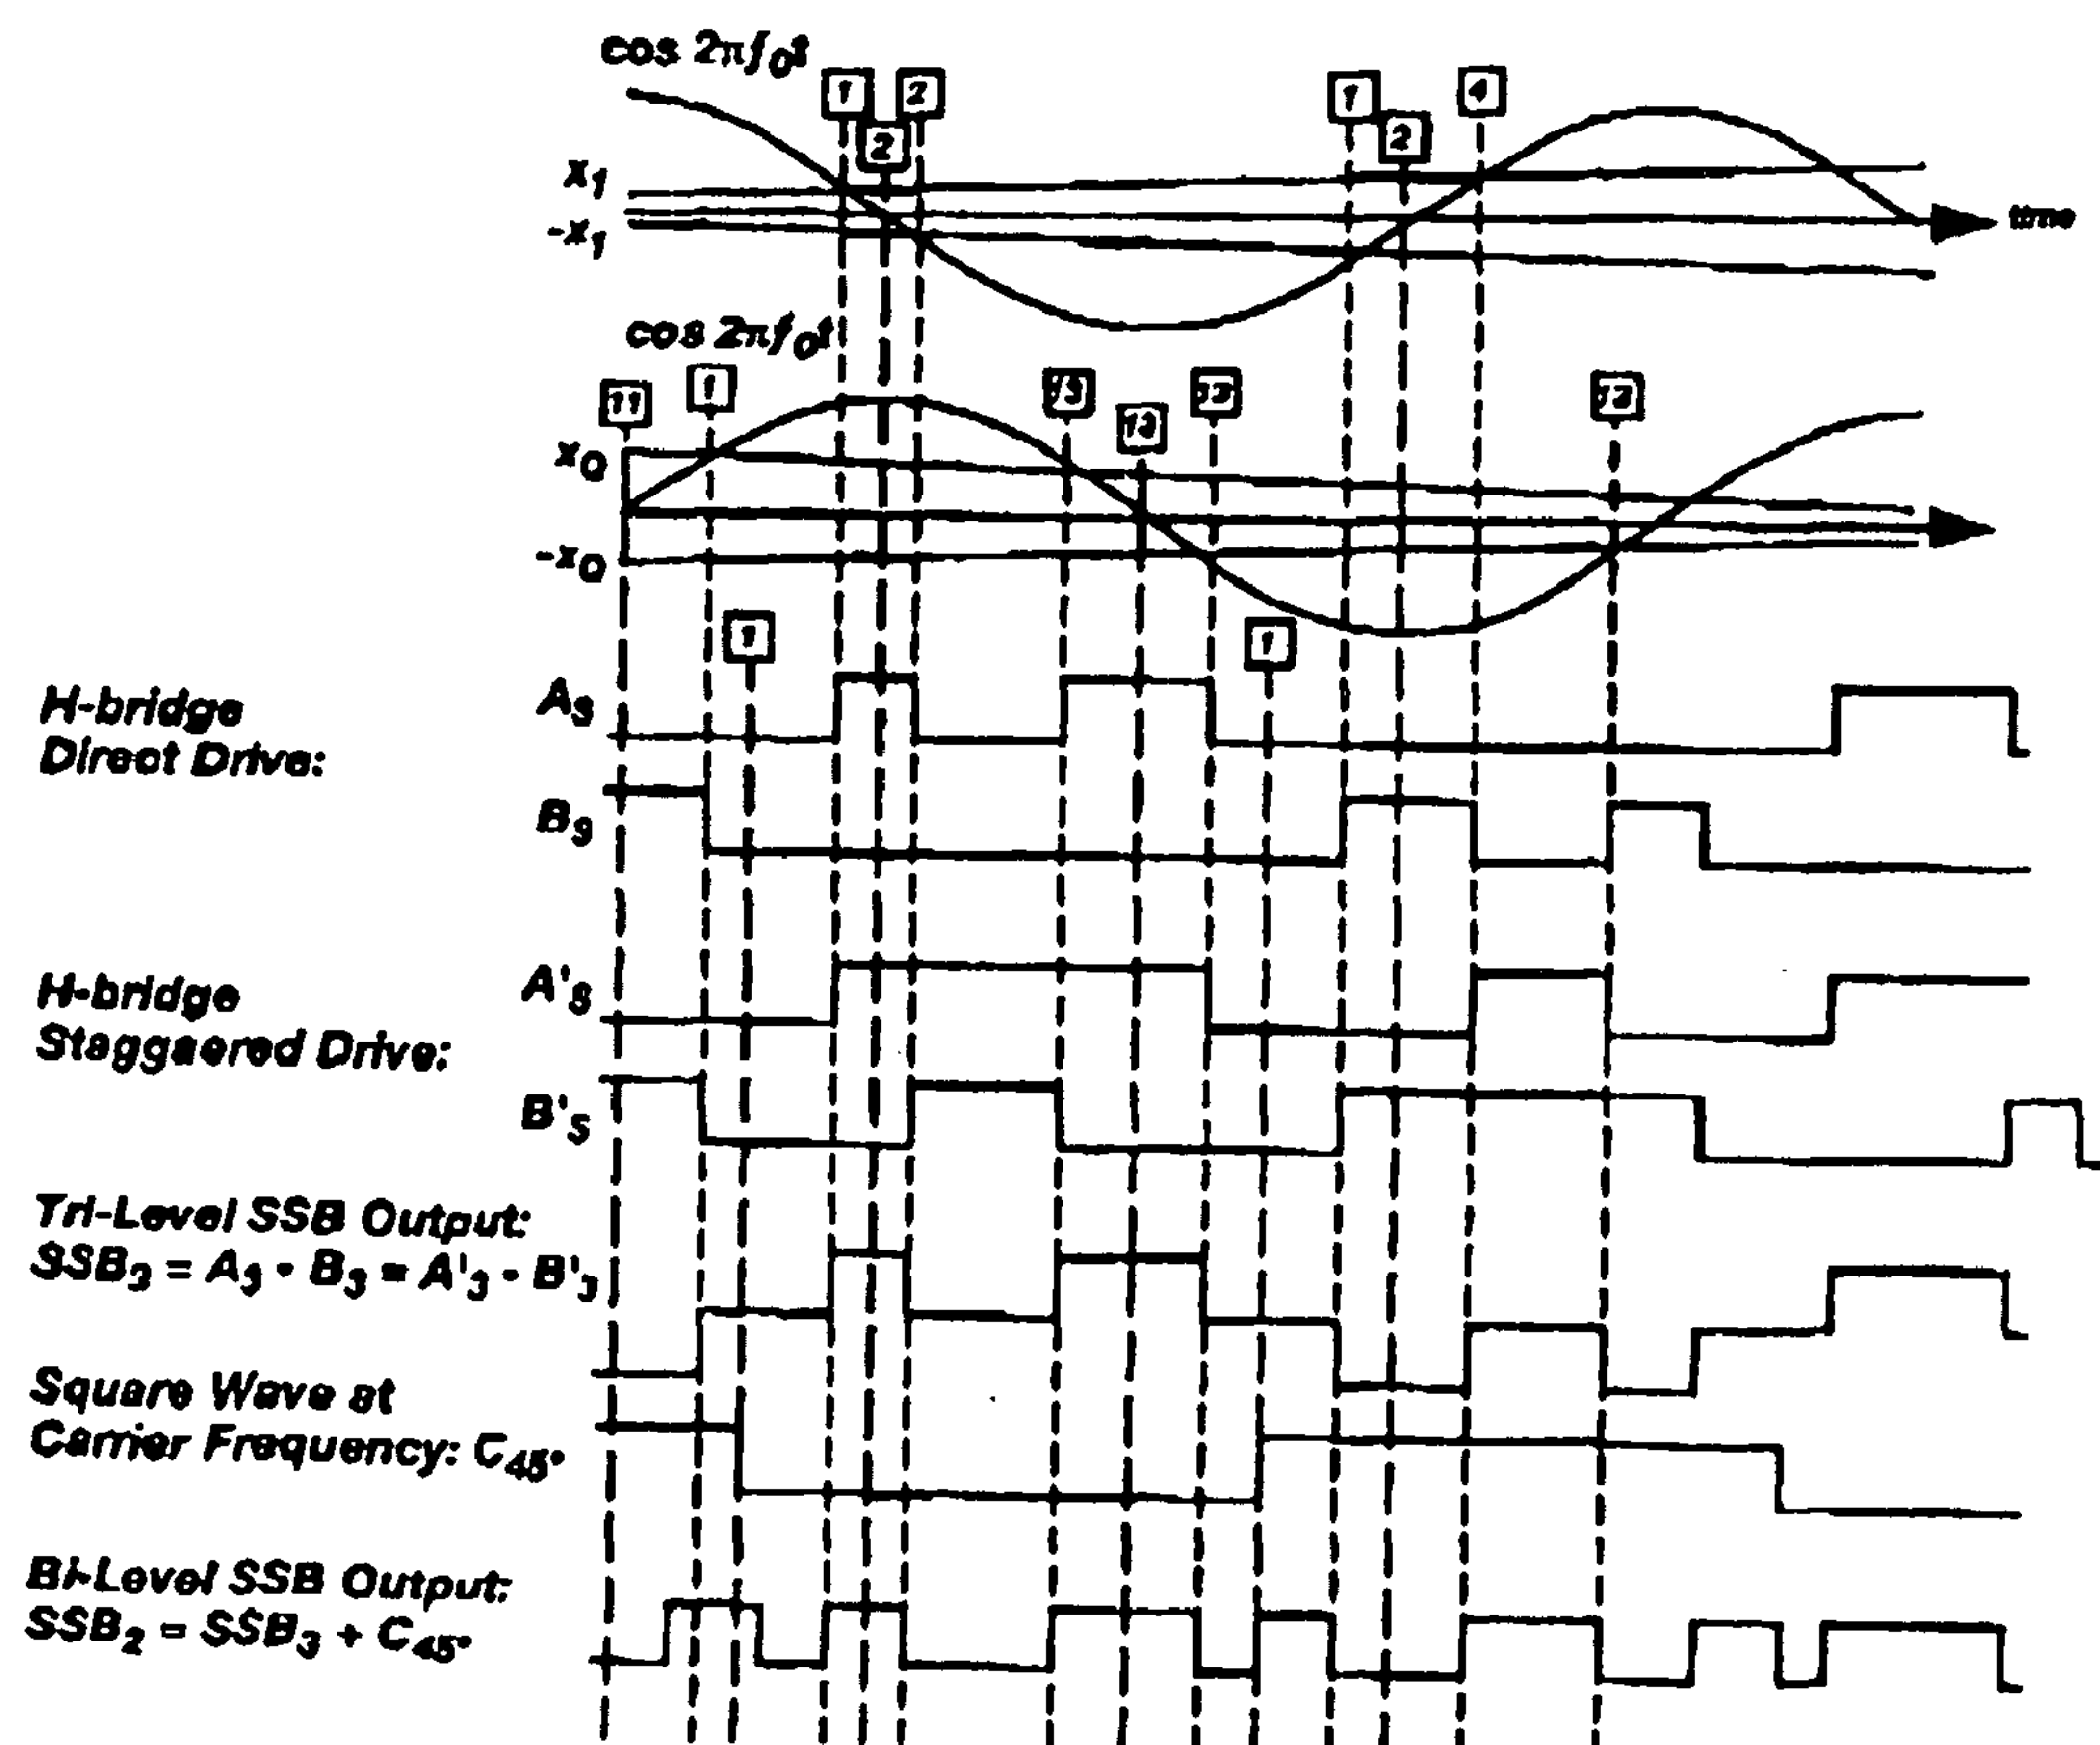 cos 2πf₀t
1 2 1 4
2 2
x₁
-x₁
time
cos 2πf₀t
11 1 13 13 12
13
x₀
-x₀
1 1
H-bridge
Direct Drive:
A₃
B₃
H-bridge
Staggaered Drive:
A'₃
B'₃
Tri-Level SSB Output:
SSB₃ = A₃ - B₃ = A'₃ - B'₃
Square Wave at
Carrier Frequency: C₄₅°
Bi-Level SSB Output:
SSB₂ = SSB₃ + C₄₅°